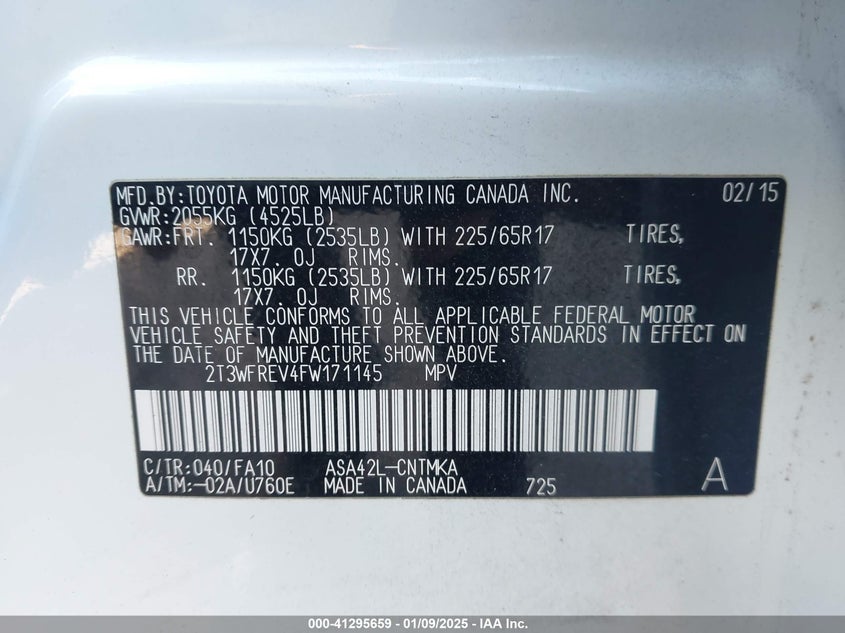 MFD.BY:TOYOTA MOTOR MANUFACTURING CANADA INC. 02/15
GVWR:2055KG (4525LB)
GAWR:FRT. 1150KG (2535LB) WITH 225/65R17 TIRES,
17X7.0J RIMS.
RR. 1150KG (2535LB) WITH 225/65R17 TIRES,
17X7.0J RIMS.
THIS VEHICLE CONFORMS TO ALL APPLICABLE FEDERAL MOTOR
VEHICLE SAFETY AND THEFT PREVENTION STANDARDS IN EFFECT ON
THE DATE OF MANUFACTURE SHOWN ABOVE.
2T3WFREV4FW171145 MPV
C/TR:040/FA10 ASA42L-CNTMKA
A/TM:-02A/U760E MADE IN CANADA 725 A
000-41295659 - 01/09/2025 - IAA Inc.